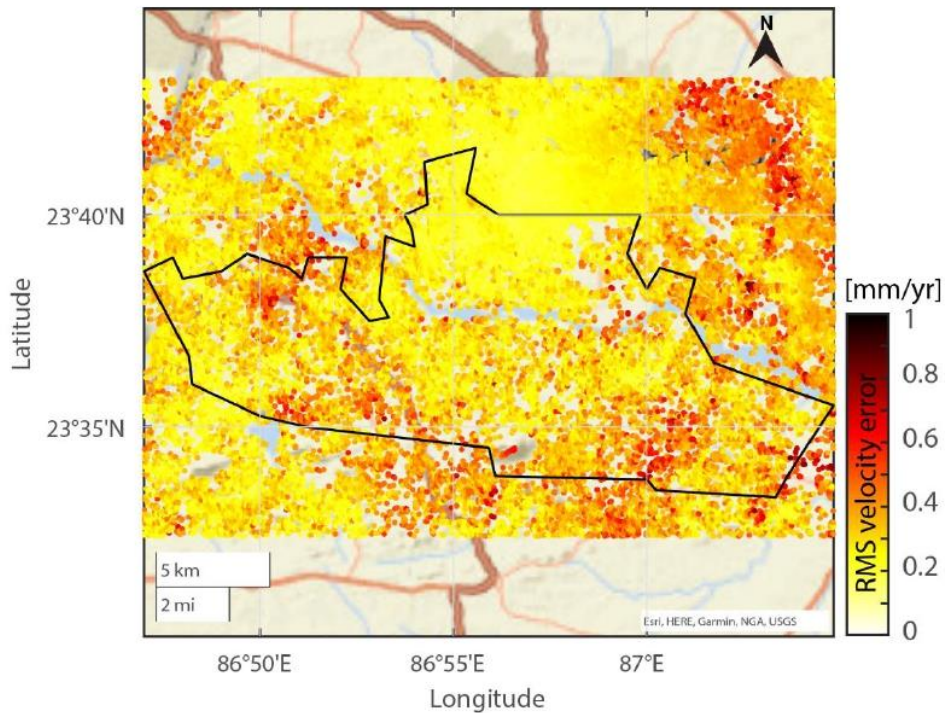 N
23°40'N
23°35'N
Latitude
[mm/yr]
1
0.8
0.6
0.4
0.2
0
RMS velocity error
5 km
2 mi
Esri, HERE, Garmin, NGA, USGS
86°50'E
86°55'E
87°E
Longitude